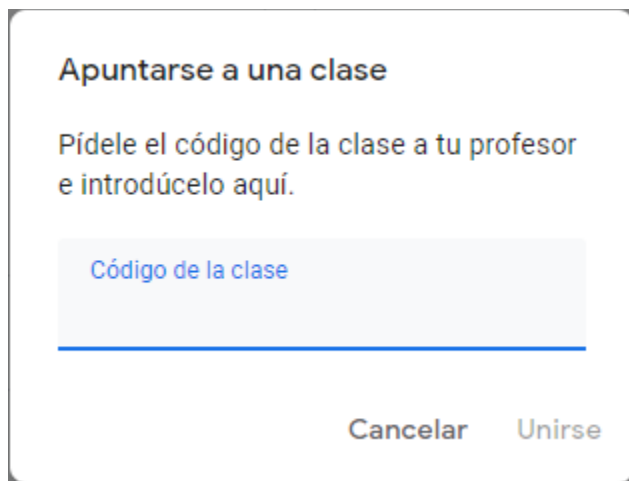 Apuntarse a una clase
Pídele el código de la clase a tu profesor
e introdúcelo aquí.
Código de la clase
Cancelar Unirse